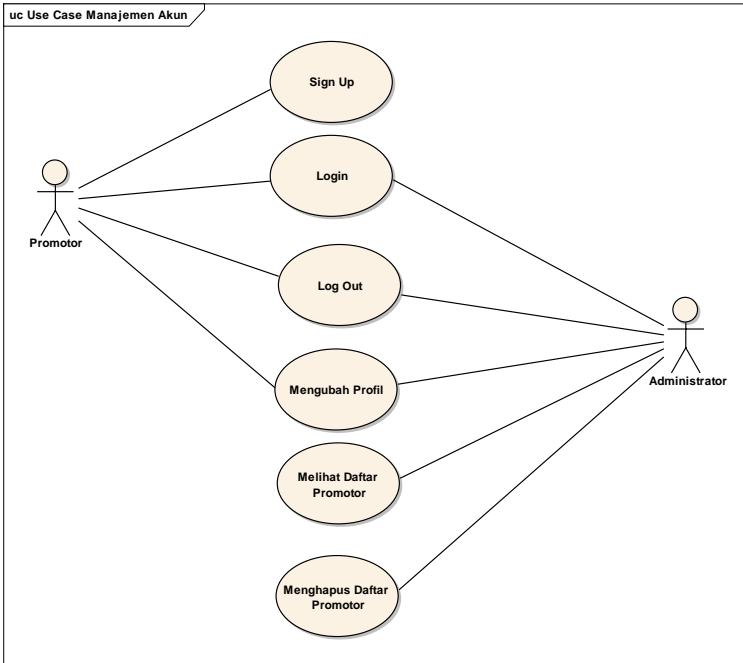 uc Use Case Manajemen Akun
Sign Up
Login
Promotor
Log Out
Administrator
Mengubah Profil
Melihat Daftar
Promotor
Menghapus Daftar
Promotor